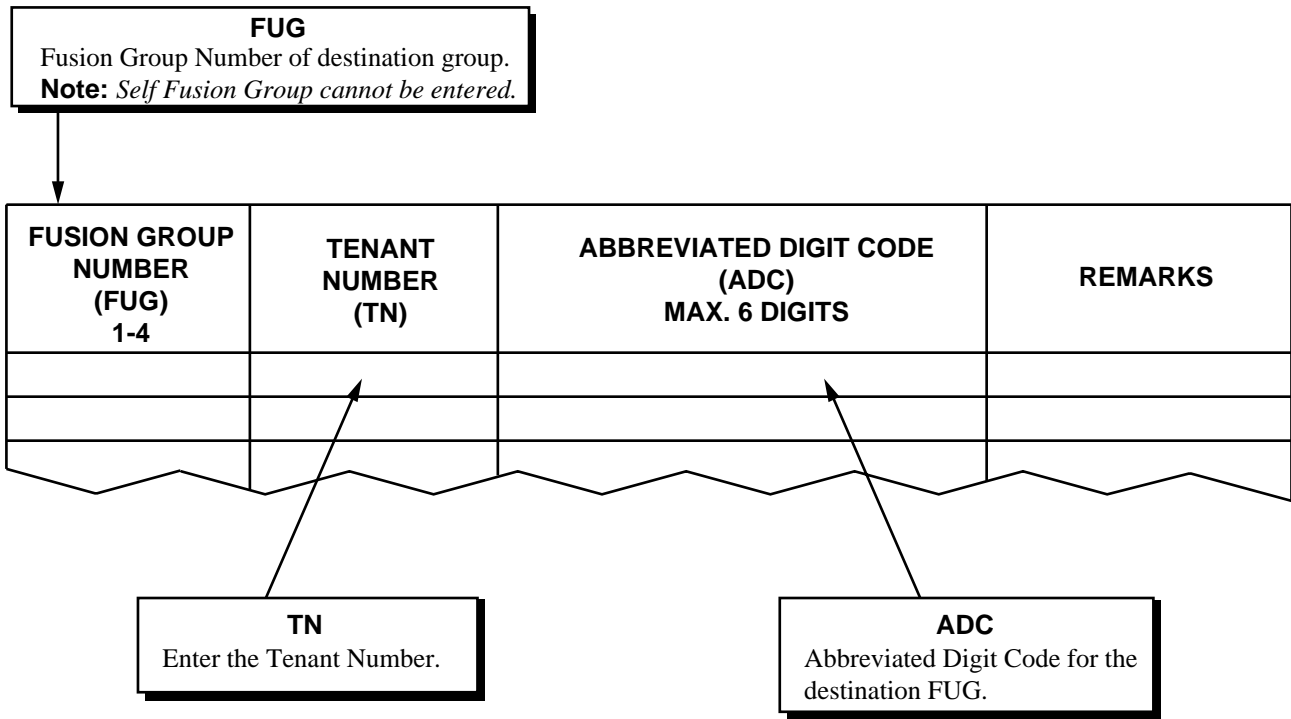 FUG
Fusion Group Number of destination group.
Note: Self Fusion Group cannot be entered.
FUSION GROUP
NUMBER
(FUG)
1-4
TENANT
NUMBER
(TN)
ABBREVIATED DIGIT CODE
(ADC)
MAX. 6 DIGITS
REMARKS
TN
Enter the Tenant Number.
ADC
Abbreviated Digit Code for the
destination FUG.